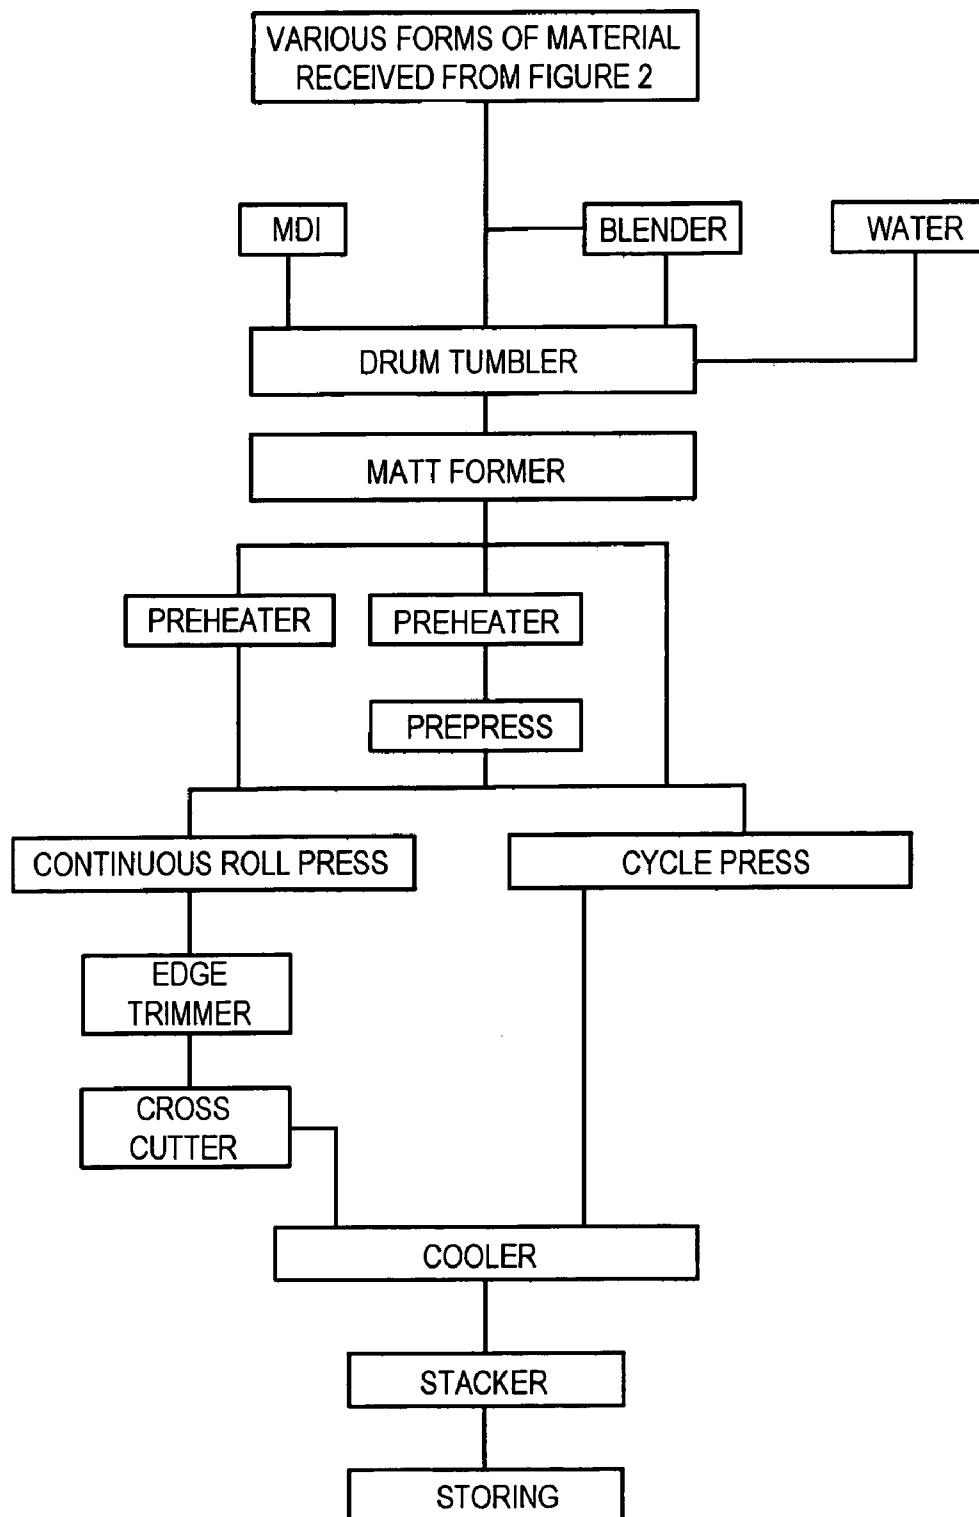 VARIOUS FORMS OF MATERIAL
RECEIVED FROM FIGURE 2
MDI
BLENDER
WATER
DRUM TUMBLER
MATT FORMER
PREHEATER
PREHEATER
PREPRESS
CONTINUOUS ROLL PRESS
CYCLE PRESS
EDGE
TRIMMER
CROSS
CUTTER
COOLER
STACKER
STORING